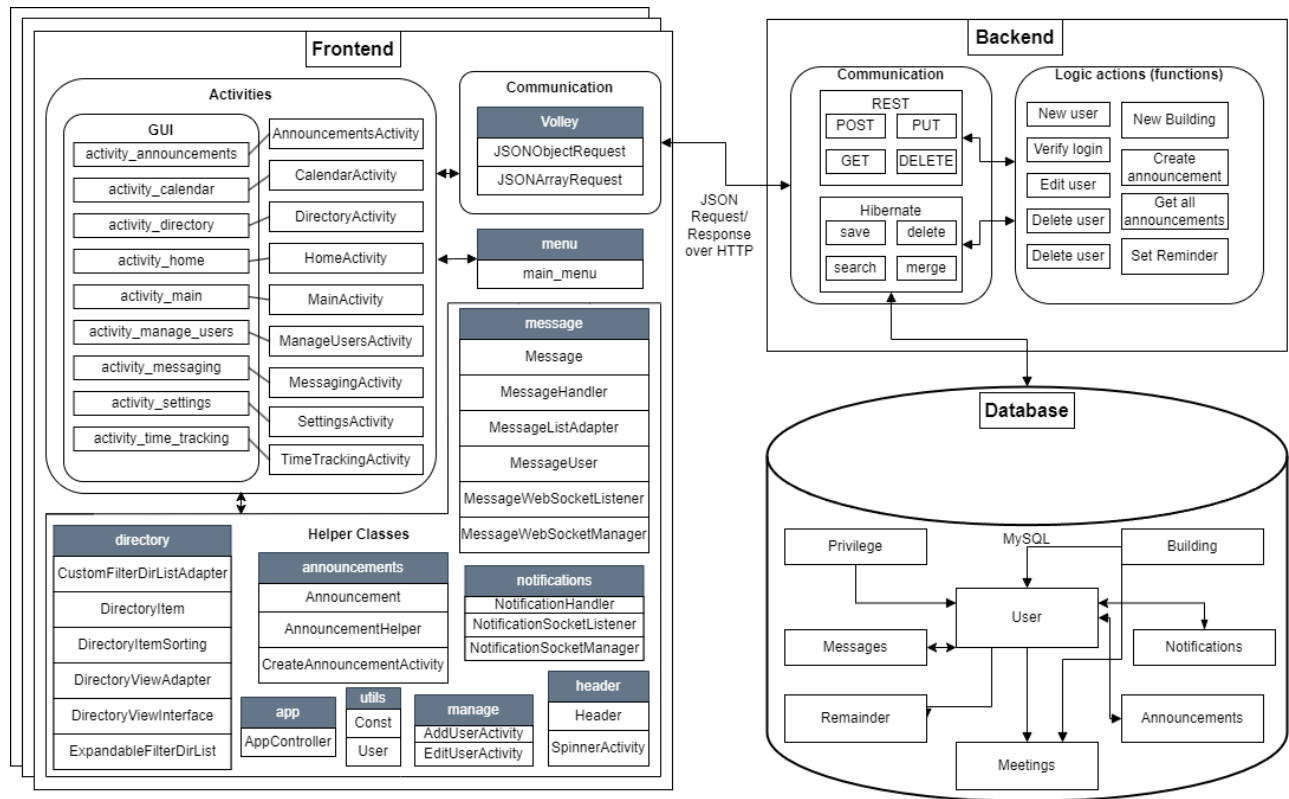 Frontend
Activities
GUI
activity_announcements
activity_calendar
activity_directory
activity_home
activity_main
activity_manage_users
activity_messaging
activity_settings
activity_time_tracking
AnnouncementsActivity
CalendarActivity
DirectoryActivity
HomeActivity
MainActivity
ManageUsersActivity
MessagingActivity
SettingsActivity
TimeTrackingActivity
Communication
Volley
JSONObjectRequest
JSONArrayRequest
menu
main_menu
message
Message
MessageHandler
MessageListAdapter
MessageUser
MessageWebSocketListener
MessageWebSocketManager
Helper Classes
directory
CustomFilterDirListAdapter
DirectoryItem
DirectoryItemSorting
DirectoryViewAdapter
DirectoryViewInterface
ExpandableFilterDirList
announcements
Announcement
AnnouncementHelper
CreateAnnouncementActivity
notifications
NotificationHandler
NotificationSocketListener
NotificationSocketManager
app
AppController
utils
Const
User
manage
AddUserActivity
EditUserActivity
header
Header
SpinnerActivity
JSON
Request/
Response
over HTTP
Backend
Communication
REST
POST
PUT
GET
DELETE
Hibernate
save
delete
search
merge
Logic actions (functions)
New user
Verify login
Edit user
Delete user
Delete user
New Building
Create
announcement
Get all
announcements
Set Reminder
Database
MySQL
Privilege
Building
User
Messages
Notifications
Remainder
Announcements
Meetings